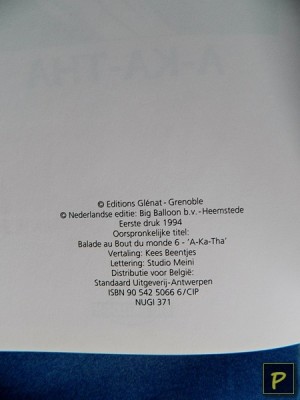 A-KA-THA
© Editions Glénat - Grenoble
© Nederlandse editie: Big Balloon b.v. - Heemstede
Eerste druk 1994
Oorspronkelijke titel:
Balade au Bout du monde 6 - 'A-Ka-Tha'
Vertaling: Kees Beentjes
Lettering: Studio Meini
Distributie voor België:
Standaard Uitgeverij-Antwerpen
ISBN 90 542 5066 6/CIP
NUGI 371
P